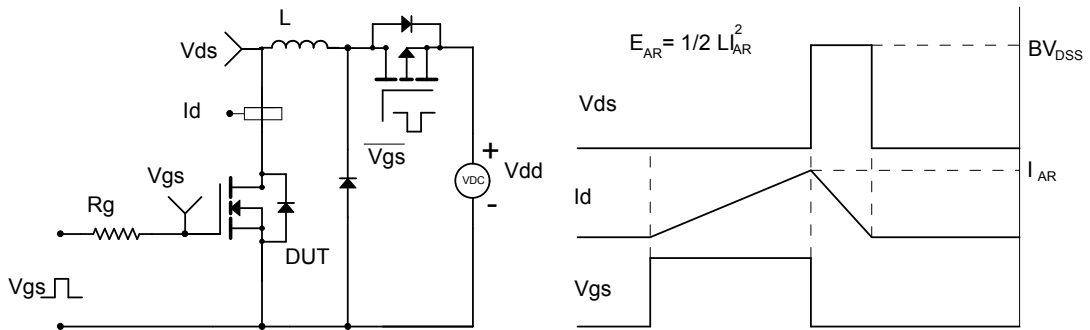 L
Vds
Id
Vgs
Vgs
+
Vdd
VDC
-
Vgs
Rg
DUT
E_AR = 1/2 LI_AR^2
BV_DSS
Vds
I_AR
Id
Vgs